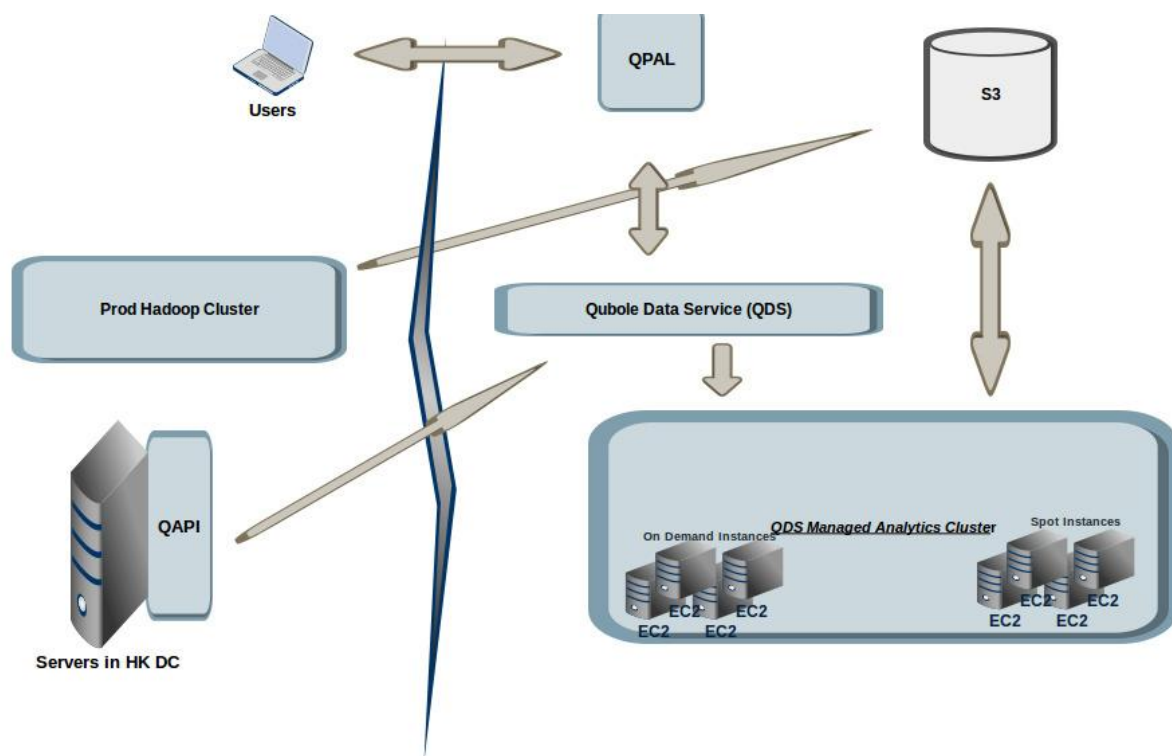 QPAL
S3
Users
Prod Hadoop Cluster
Qubole Data Service (QDS)
QAPI
QDS Managed Analytics Cluster
On Demand Instances
Spot Instances
EC2
EC2
EC2
EC2
EC2
EC2
EC2
EC2
Servers in HK DC